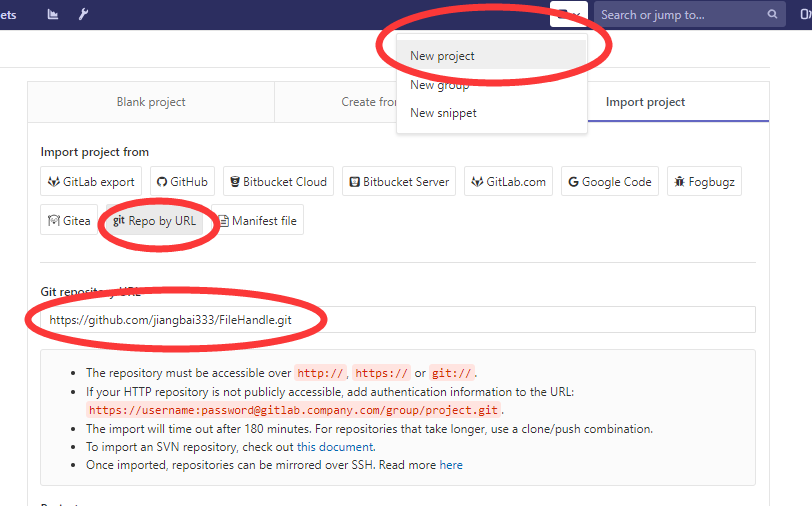 ets
Search or jump to...
New project
New group
New snippet
Blank project
Create fro
Import project
Import project from
GitLab export
GitHub
Bitbucket Cloud
Bitbucket Server
GitLab.com
Google Code
Fogbugz
Gitea
git Repo by URL
Manifest file
Git repository URL
https://github.com/jiangbai333/FileHandle.git
The repository must be accessible over http://, https:// or git://.
If your HTTP repository is not publicly accessible, add authentication information to the URL:
https://username:password@gitlab.company.com/group/project.git.
The import will time out after 180 minutes. For repositories that take longer, use a clone/push combination.
To import an SVN repository, check out this document.
Once imported, repositories can be mirrored over SSH. Read more here